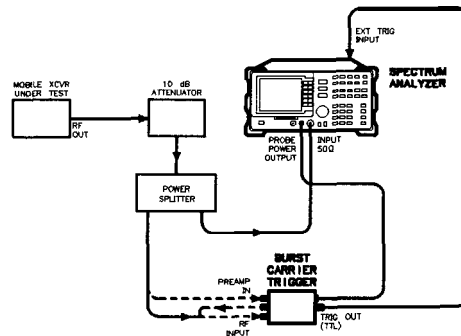 EXT TRIG
INPUT
SPECTRUM
ANALYZER
MOBILE XCVR
UNDER TEST
10 dB
ATTENUATOR
RF
OUT
PROBE
POWER
OUTPUT
INPUT
50Ω
POWER
SPLITTER
BURST
CARRIER
TRIGGER
PREAMP
IN
RF
INPUT
TRIG OUT
(TTL)